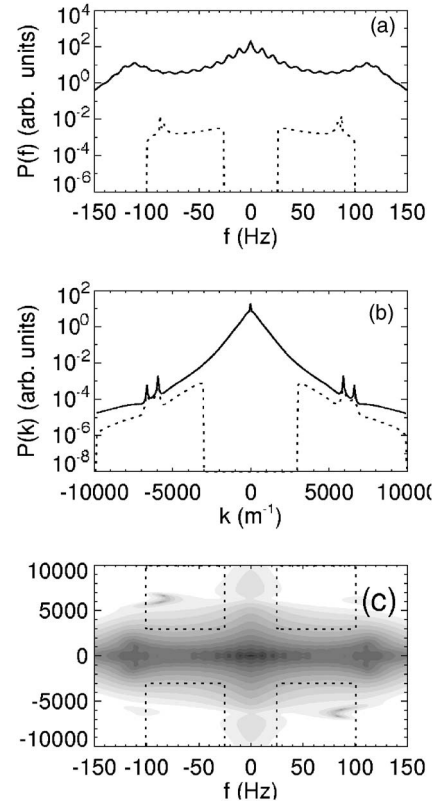 (a)
P(f) (arb. units)
10⁴
10²
10⁰
10⁻²
10⁻⁴
10⁻⁶
-150 -100 -50 0 50 100 150
f (Hz)
(b)
P(k) (arb. units)
10²
10⁰
10⁻²
10⁻⁴
10⁻⁶
10⁻⁸
-10000 -5000 0 5000 10000
k (m⁻¹)
(c)
10000
5000
0
-5000
-10000
-150 -100 -50 0 50 100 150
f (Hz)